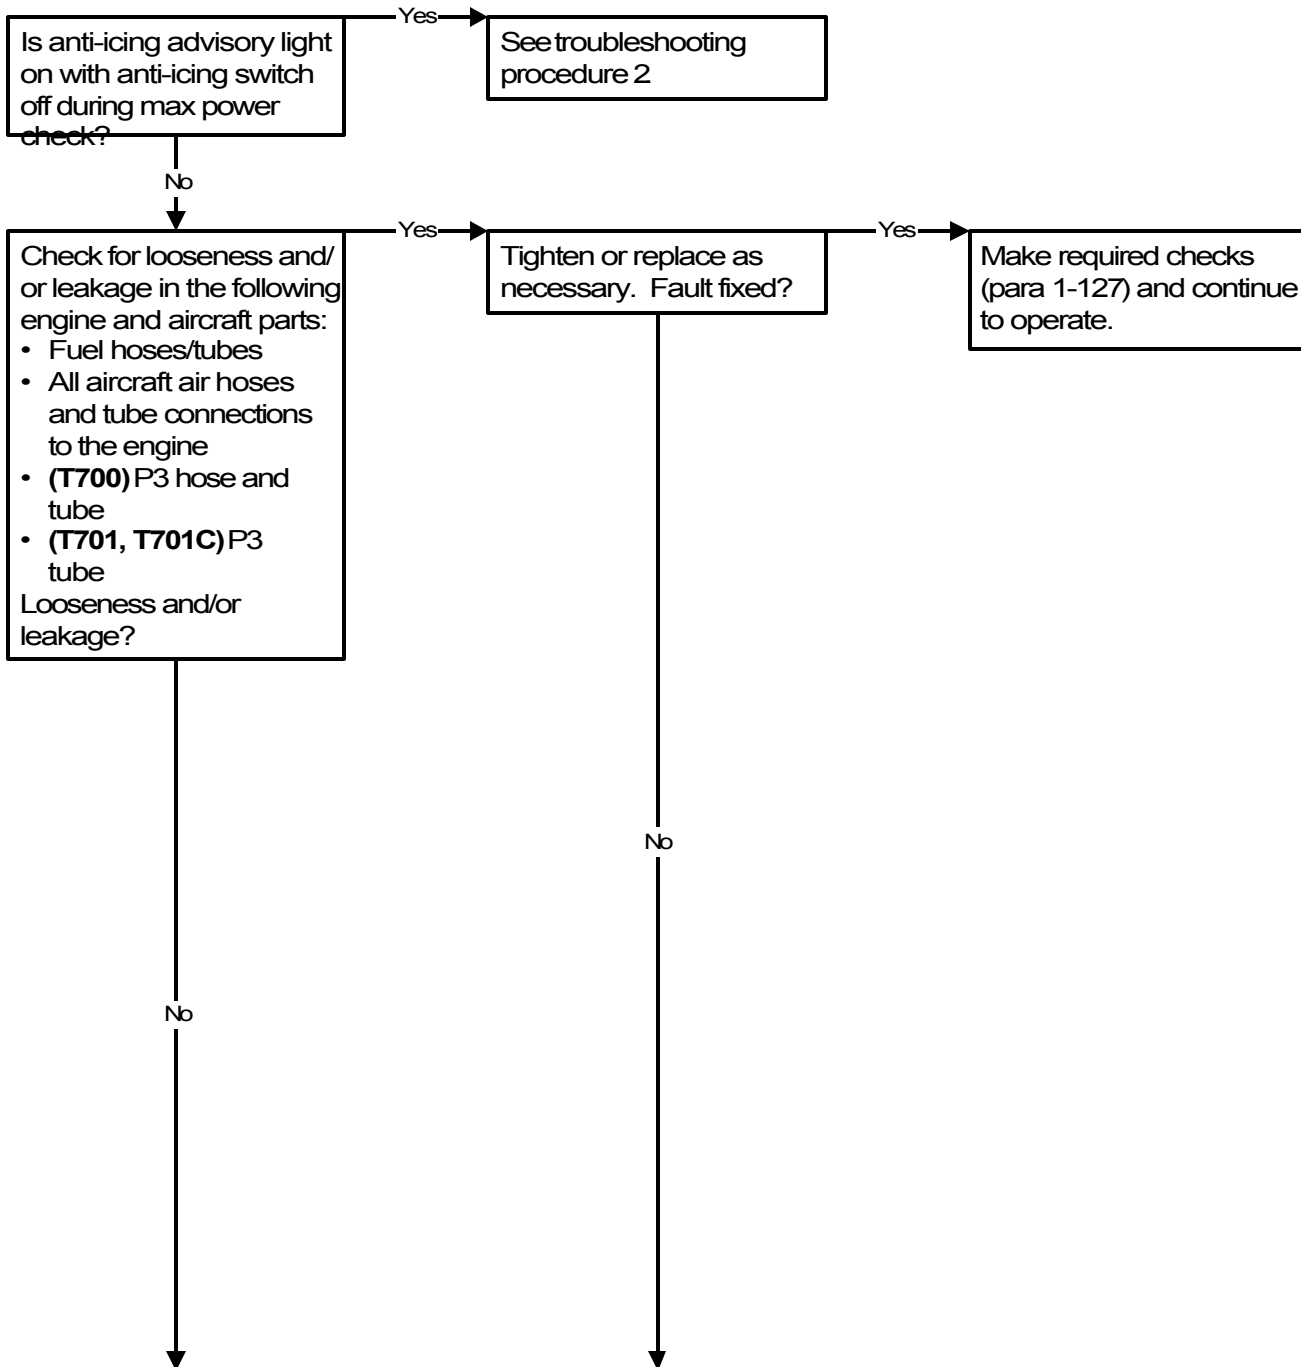 Is anti-icing advisory light
on with anti-icing switch
off during max power
check?
Yes
See troubleshooting
procedure 2
No
Check for looseness and/
or leakage in the following
engine and aircraft parts:
• Fuel hoses/tubes
• All aircraft air hoses
and tube connections
to the engine
• (T700) P3 hose and
tube
• (T701, T701C) P3
tube
Looseness and/or
leakage?
Yes
Tighten or replace as
necessary. Fault fixed?
Yes
Make required checks
(para 1-127) and continue
to operate.
No
No